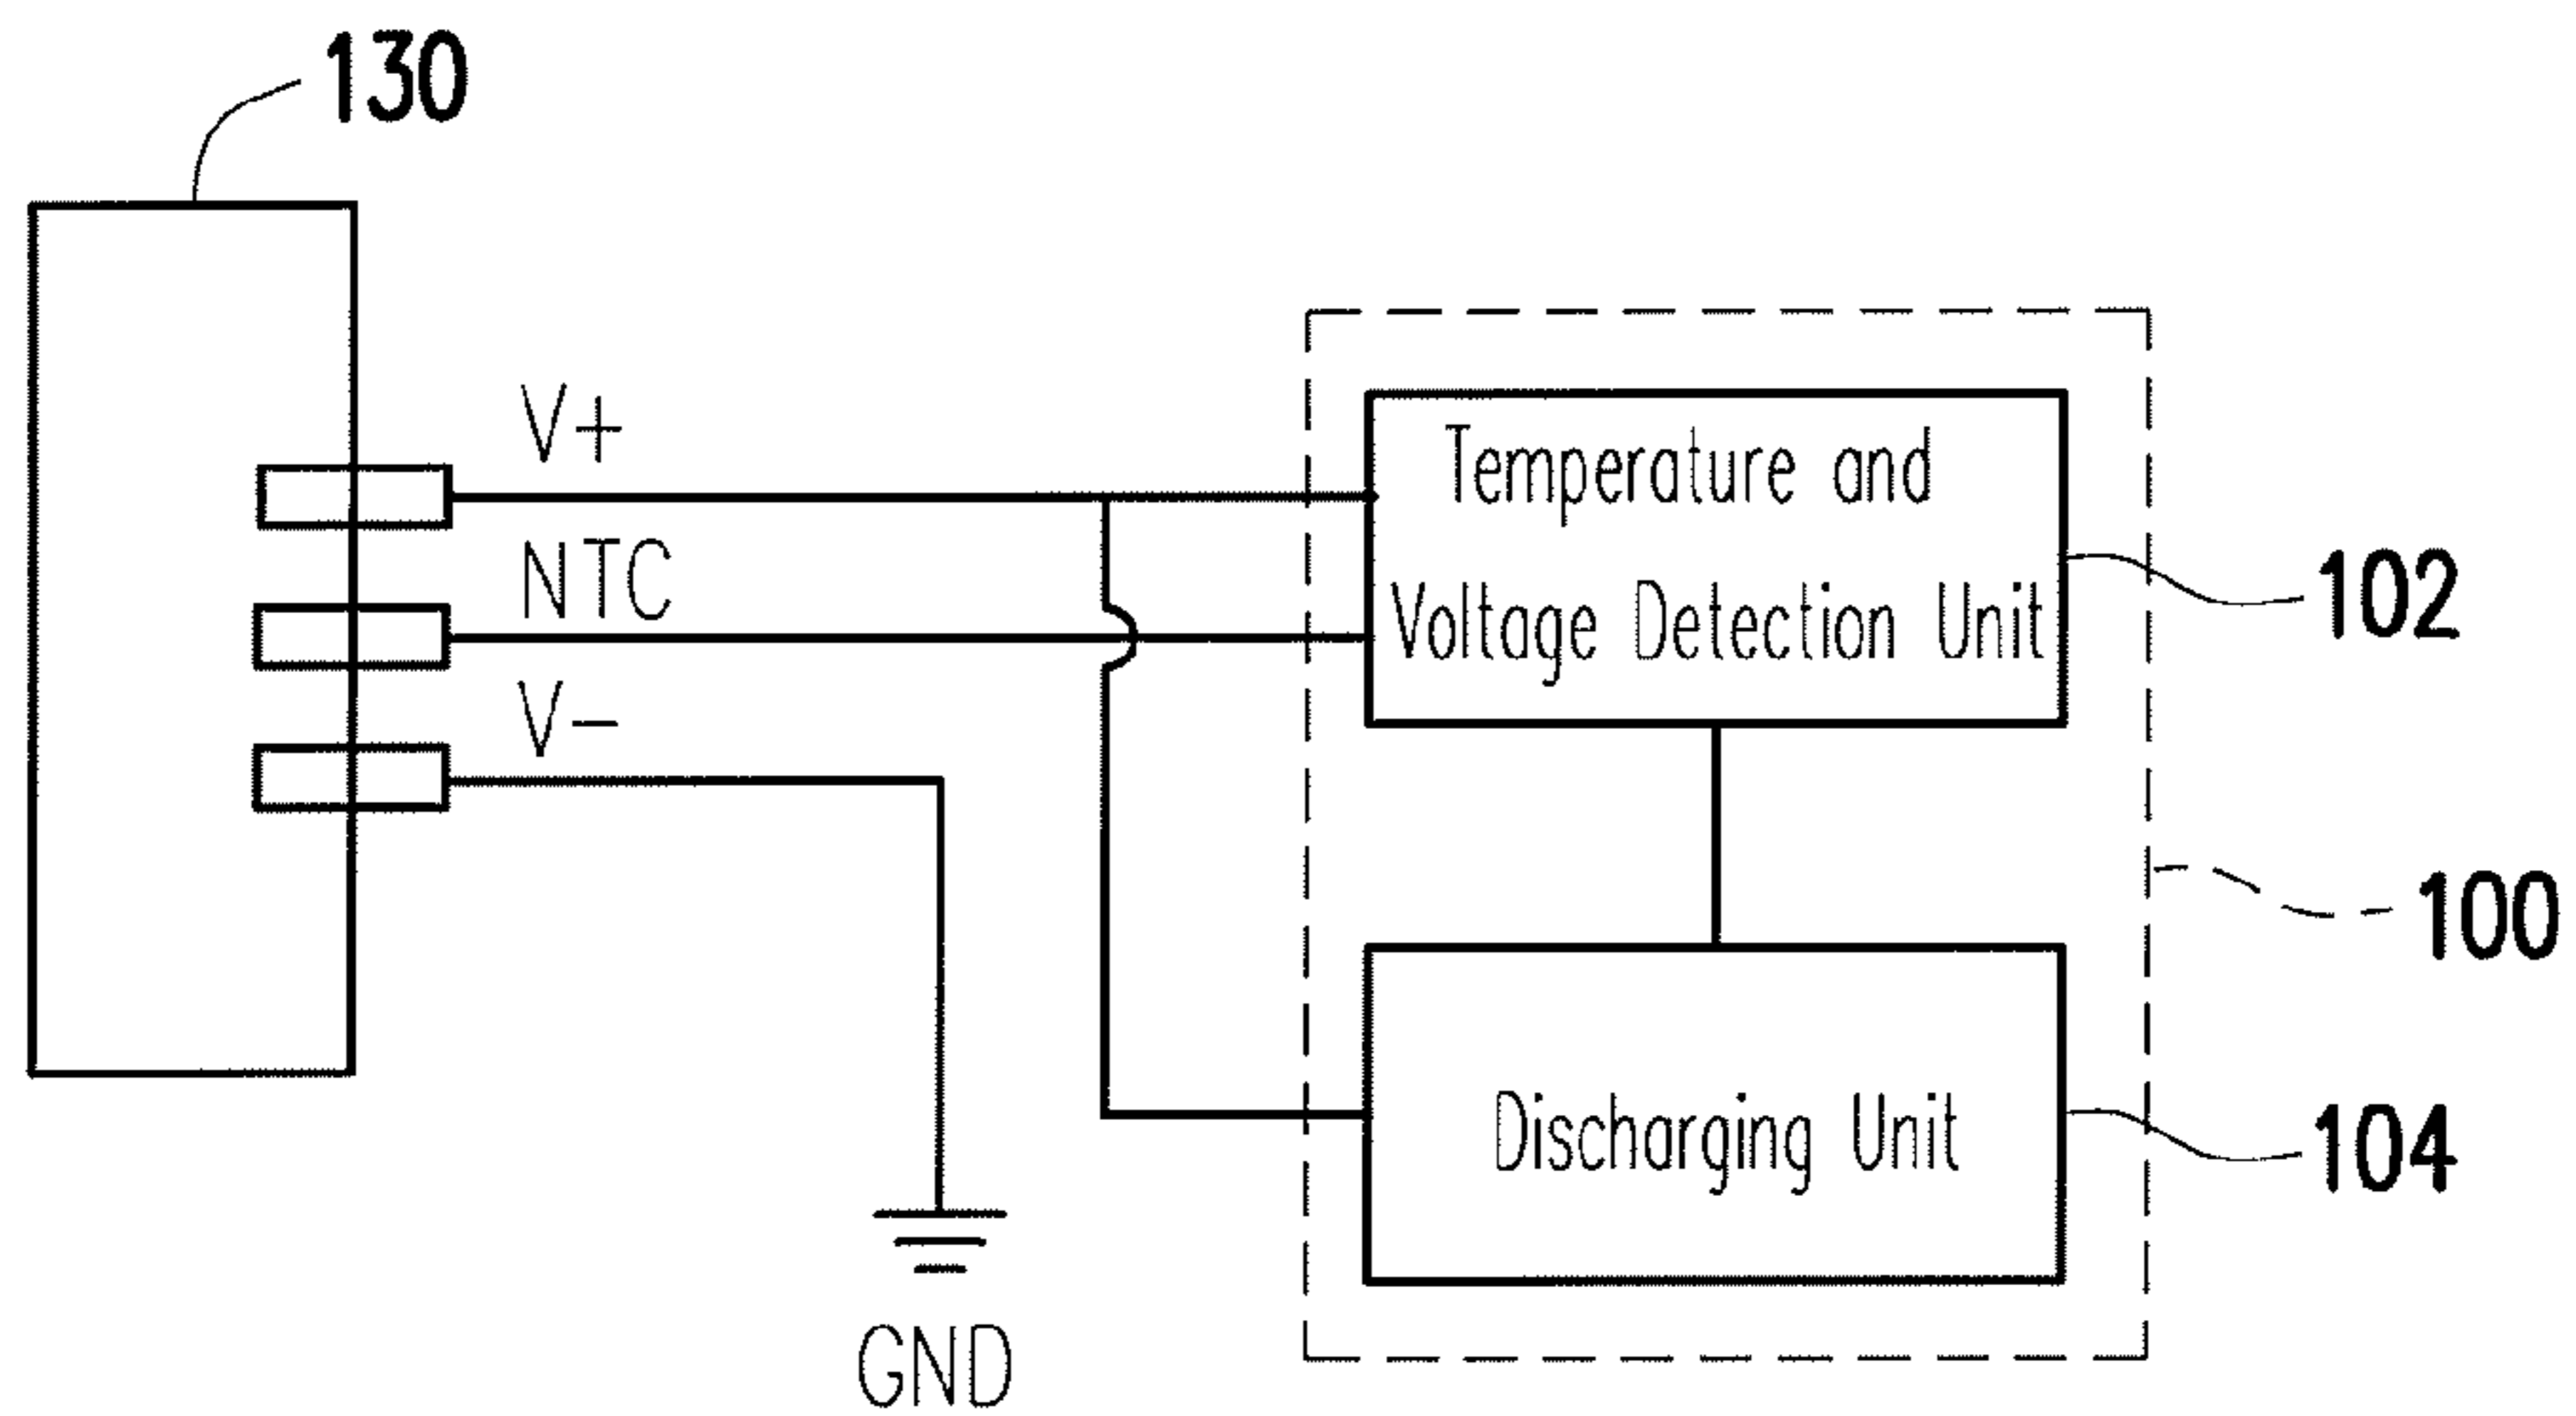 130
V+
Temperature and
NTC
Voltage Detection Unit
102
V-
100
Discharging Unit
104
GND